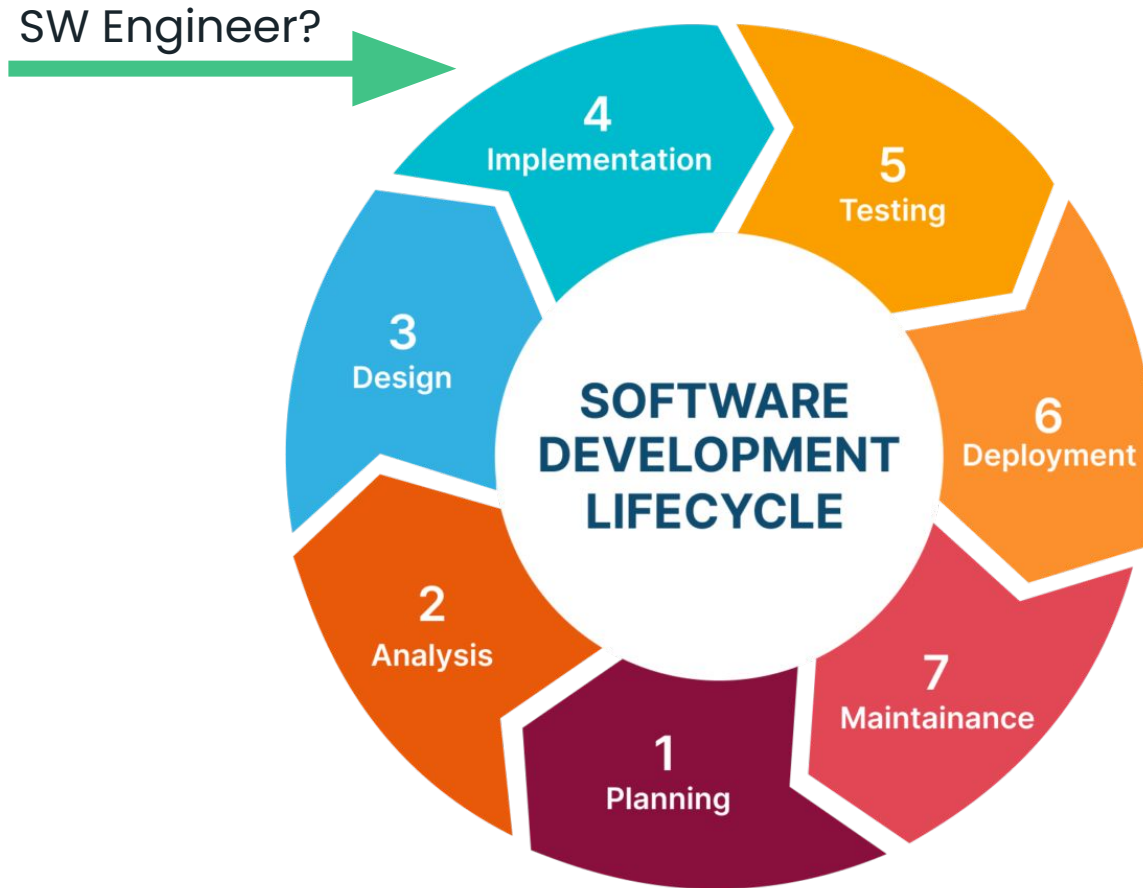 SW Engineer?
4
Implementation
5
Testing
3
Design
6
Deployment
SOFTWARE
DEVELOPMENT
LIFECYCLE
2
Analysis
7
Maintainance
1
Planning